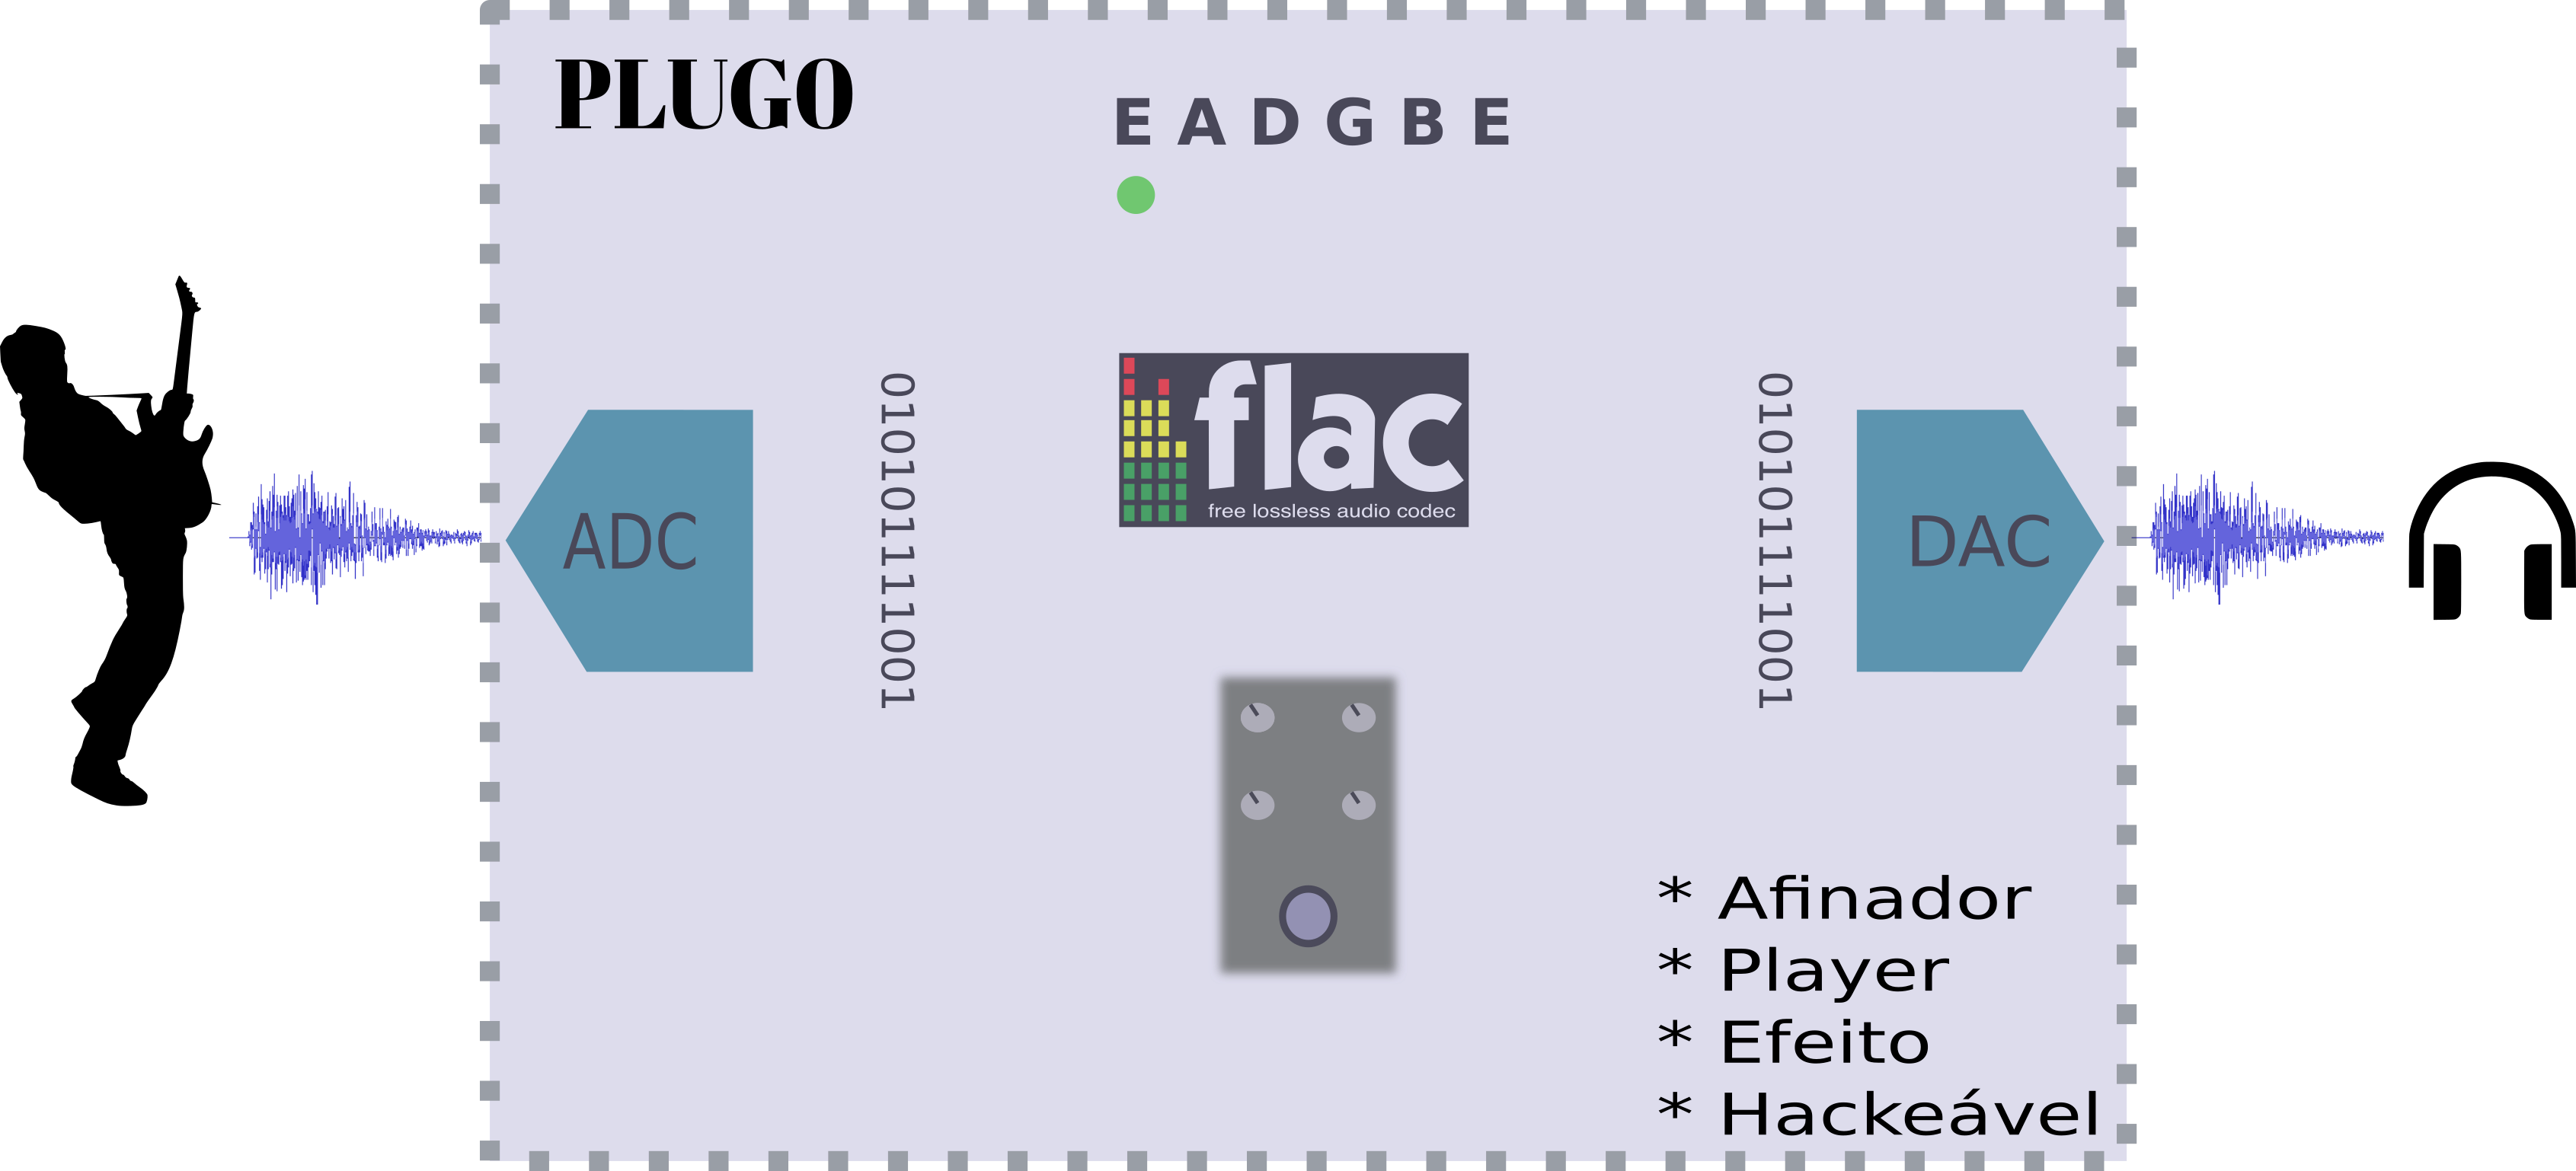 PLUGO
E A D G B E
flac
free lossless audio codec
ADC
010101111001
010101111001
DAC
* Afinador
* Player
* Efeito
* Hackeável